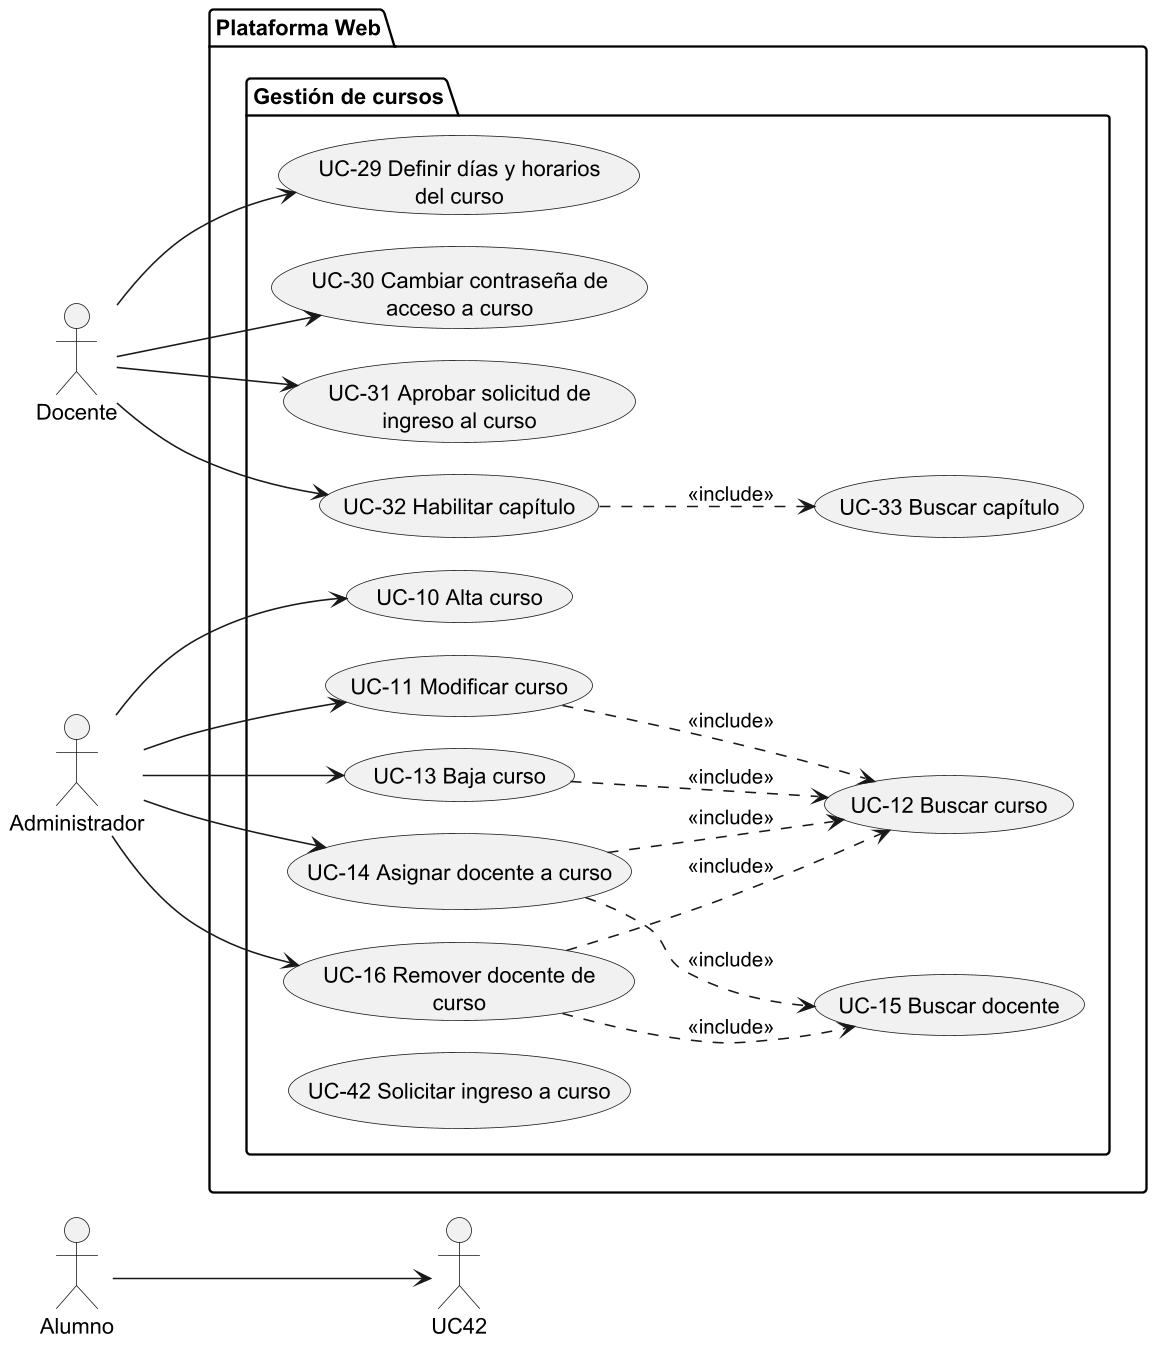 Plataforma Web
Gestión de cursos
UC-29 Definir días y horarios
del curso
UC-30 Cambiar contraseña de
acceso a curso
Docente
UC-31 Aprobar solicitud de
ingreso al curso
UC-32 Habilitar capítulo
«include»
UC-33 Buscar capítulo
UC-10 Alta curso
UC-11 Modificar curso
«include»
UC-13 Baja curso
«include»
UC-12 Buscar curso
Administrador
«include»
UC-14 Asignar docente a curso
«include»
«include»
UC-16 Remover docente de
curso
UC-15 Buscar docente
«include»
UC-42 Solicitar ingreso a curso
Alumno
UC42